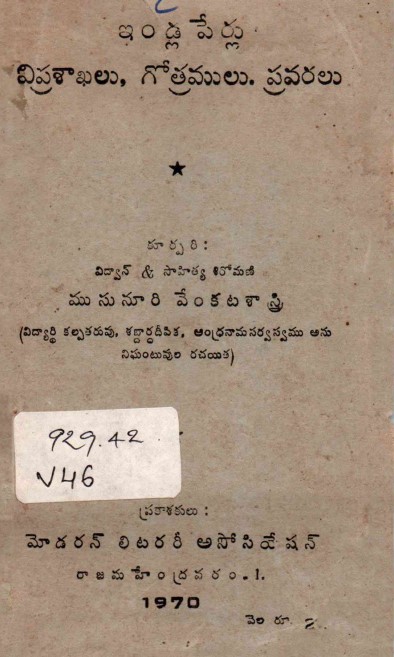 ఇండ్ల పేర్లు
విప్రశాఖలు, గోత్రములు. ప్రవరలు
కూర్పరి :
విద్వాన్ & సాహిత్య శిరోమణి
ముసునూరి వేంకటశాస్త్రి
(విద్యార్థి కల్పతరువు, శబ్దార్థదీపిక, ఆంధ్రనామసర్వస్వము అను
నిఘంటువుల రచయిత)
929.42
V46
ప్రకాశకులు :
మోడరన్ లిటరరీ అసోసియేషన్
రాజమహేంద్రవరం-1.
1970
వెల రూ. 2